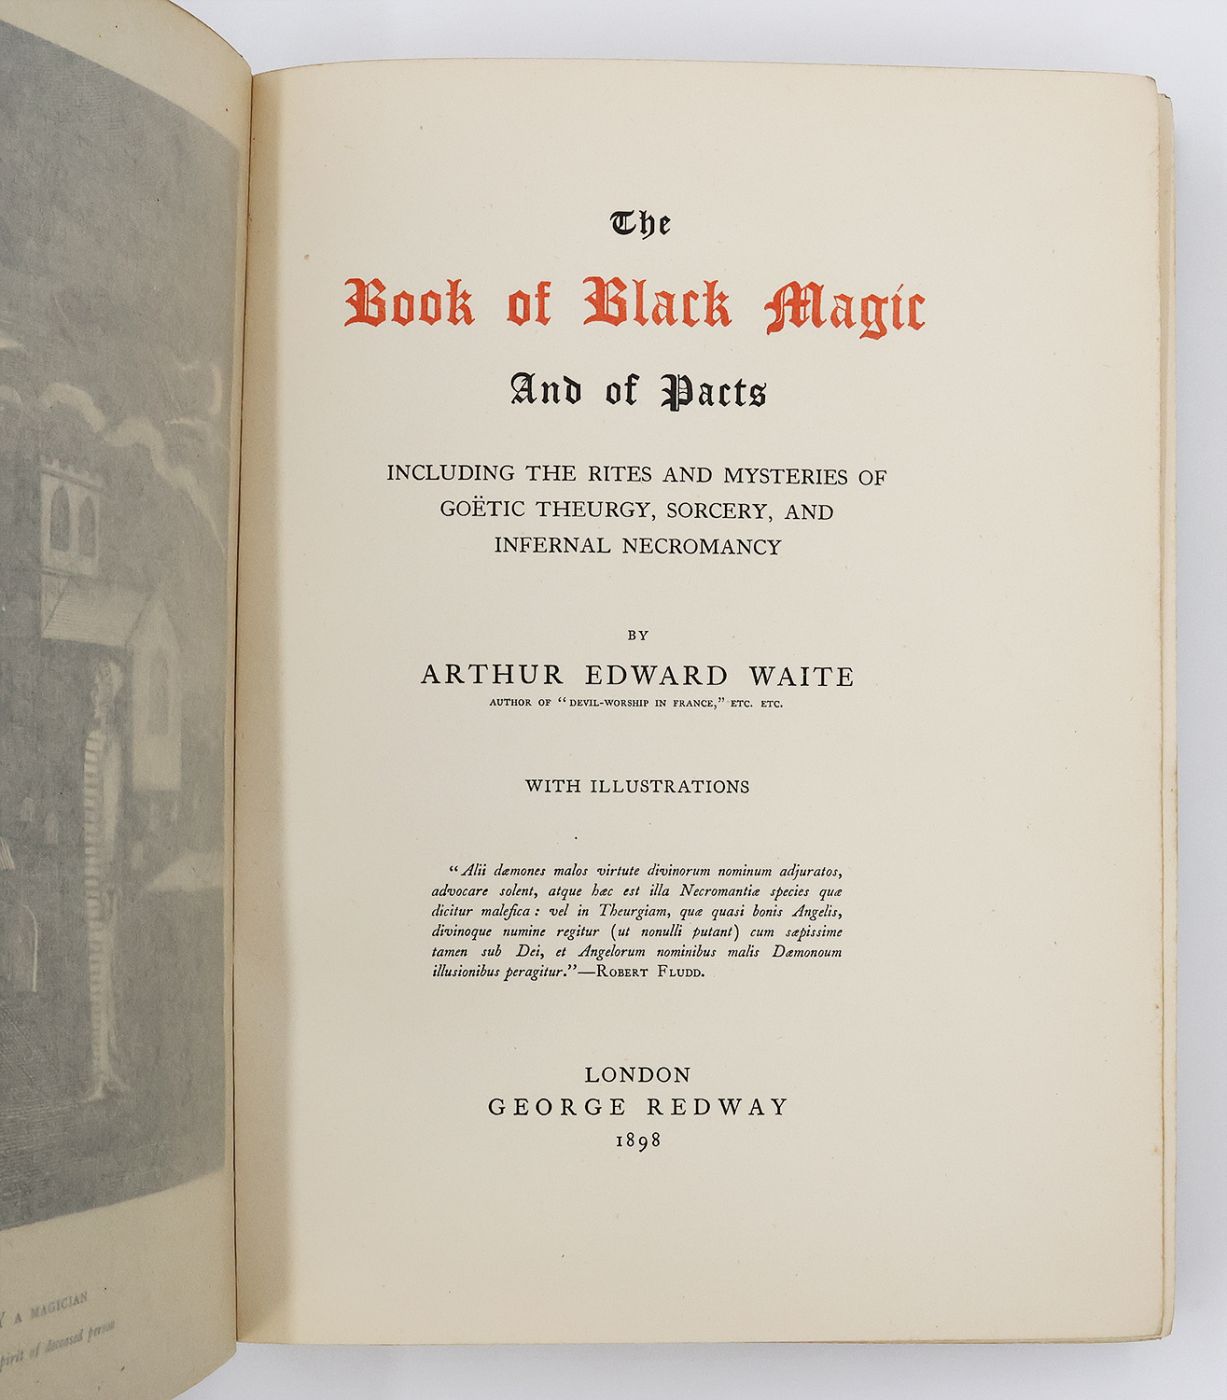 The
Book of Black Magic
And of Pacts
INCLUDING THE RITES AND MYSTERIES OF
GOËTIC THEURGY, SORCERY, AND
INFERNAL NECROMANCY
BY
ARTHUR EDWARD WAITE
AUTHOR OF “DEVIL-WORSHIP IN FRANCE,” ETC. ETC.
WITH ILLUSTRATIONS
“Alii dæmones malos virtute divinorum nominum adjuratos,
advocare solent, atque hæc est illa Necromantiæ species quæ
dicitur malefica : vel in Theurgiam, quæ quasi bonis Angelis,
divinoque numine regitur (ut nonulli putant) cum sæpissime
tamen sub Dei, et Angelorum nominibus malis Dæmonoum
illusionibus peragitur.”—ROBERT FLUDD.
LONDON
GEORGE REDWAY
1898
A MAGICIAN
of deceased person